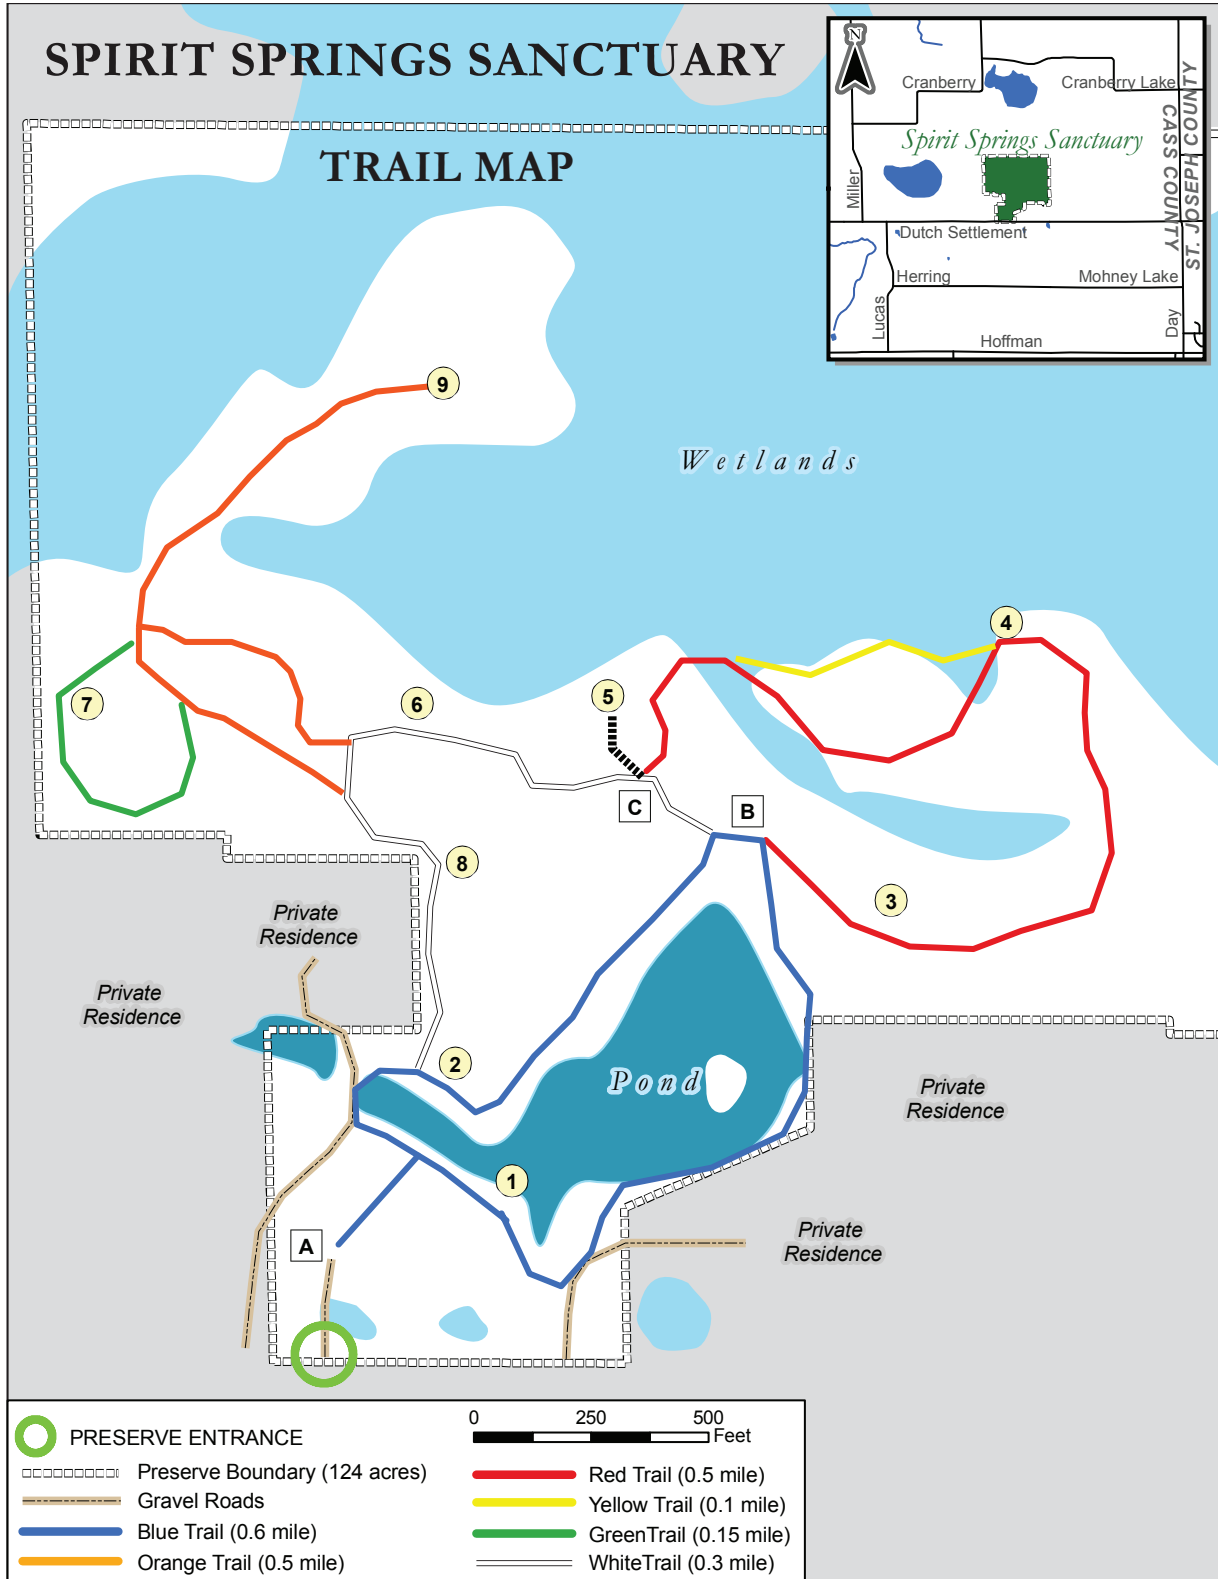 SPIRIT SPRINGS SANCTUARY
TRAIL MAP
N
Cranberry
Cranberry Lake
Spirit Springs Sanctuary
Miller
CASS COUNTY
ST. JOSEPH COUNTY
Dutch Settlement
Herring
Mohney Lake
Lucas
Day
Hoffman
9
Wetlands
4
5
6
7
C
B
8
3
Private
Residence
Private
Residence
2
Pond
Private
Residence
1
A
Private
Residence
PRESERVE ENTRANCE
Preserve Boundary (124 acres)
Gravel Roads
Blue Trail (0.6 mile)
Orange Trail (0.5 mile)
0 250 500
Feet
Red Trail (0.5 mile)
Yellow Trail (0.1 mile)
GreenTrail (0.15 mile)
WhiteTrail (0.3 mile)